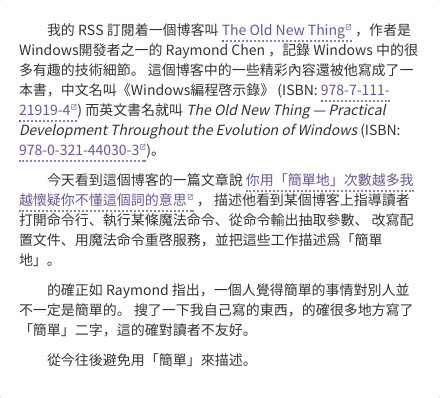 我的 RSS 訂閱着一個博客叫 The Old New Thing ，作者是
Windows開發者之一的 Raymond Chen ，記錄 Windows 中的很
多有趣的技術細節。 這個博客中的一些精彩內容還被他寫成了一
本書，中文名叫《Windows編程啓示錄》 (ISBN: 978-7-111-
21919-4) 而英文書名就叫 The Old New Thing — Practical
Development Throughout the Evolution of Windows (ISBN:
978-0-321-44030-3)。
今天看到這個博客的一篇文章說 你用「簡單地」次數越多我
越懷疑你不懂這個詞的意思 ， 描述他看到某個博客上指導讀者
打開命令行、執行某條魔法命令、從命令輸出抽取參數、 改寫配
置文件、用魔法命令重啓服務，並把這些工作描述爲「簡單
地」。
的確正如 Raymond 指出，一個人覺得簡單的事情對別人並
不一定是簡單的。 搜了一下我自己寫的東西，的確很多地方寫了
「簡單」二字，這的確對讀者不友好。
從今往後避免用「簡單」來描述。